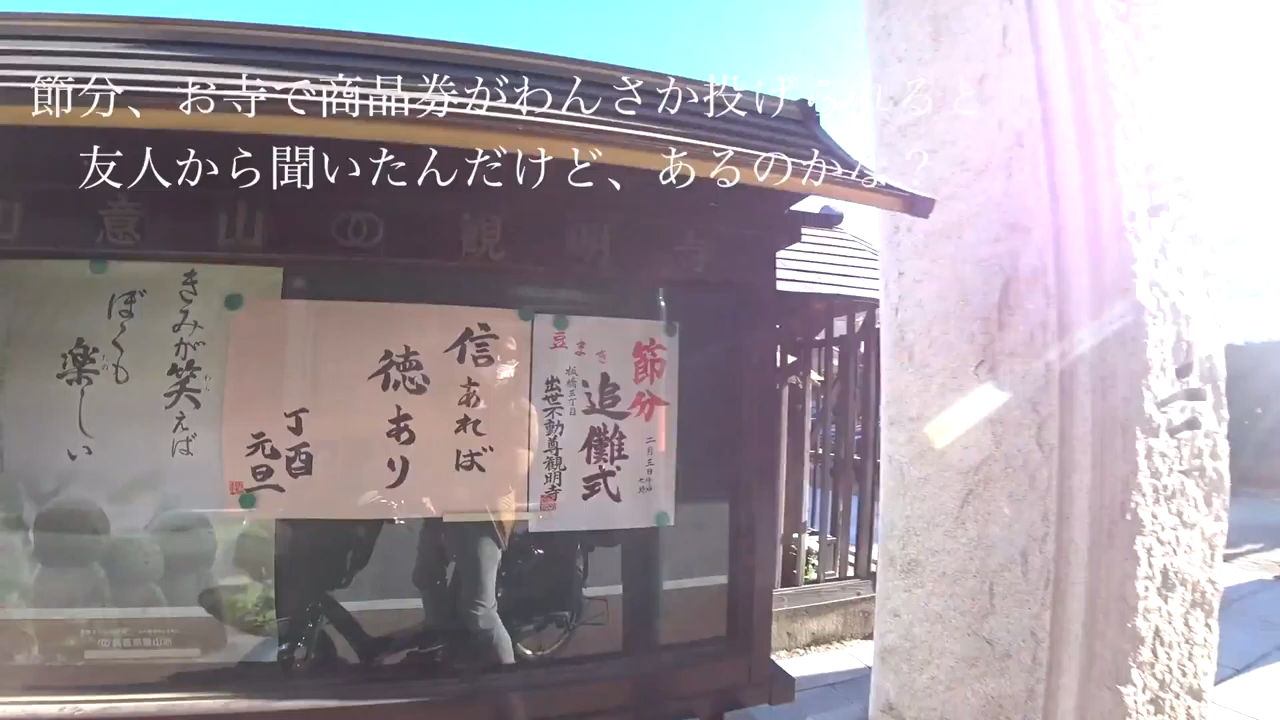 節分、お寺で商品券がわんさか投げられると
友人から聞いたんだけど、あるのかな？
意山 観明寺
きみが笑えば
ぼくも
楽しい
信あれば
徳あり
丁酉
元旦
節分
二月三日
追儺式
豆まき
板橋三丁目
出世不動尊観明寺